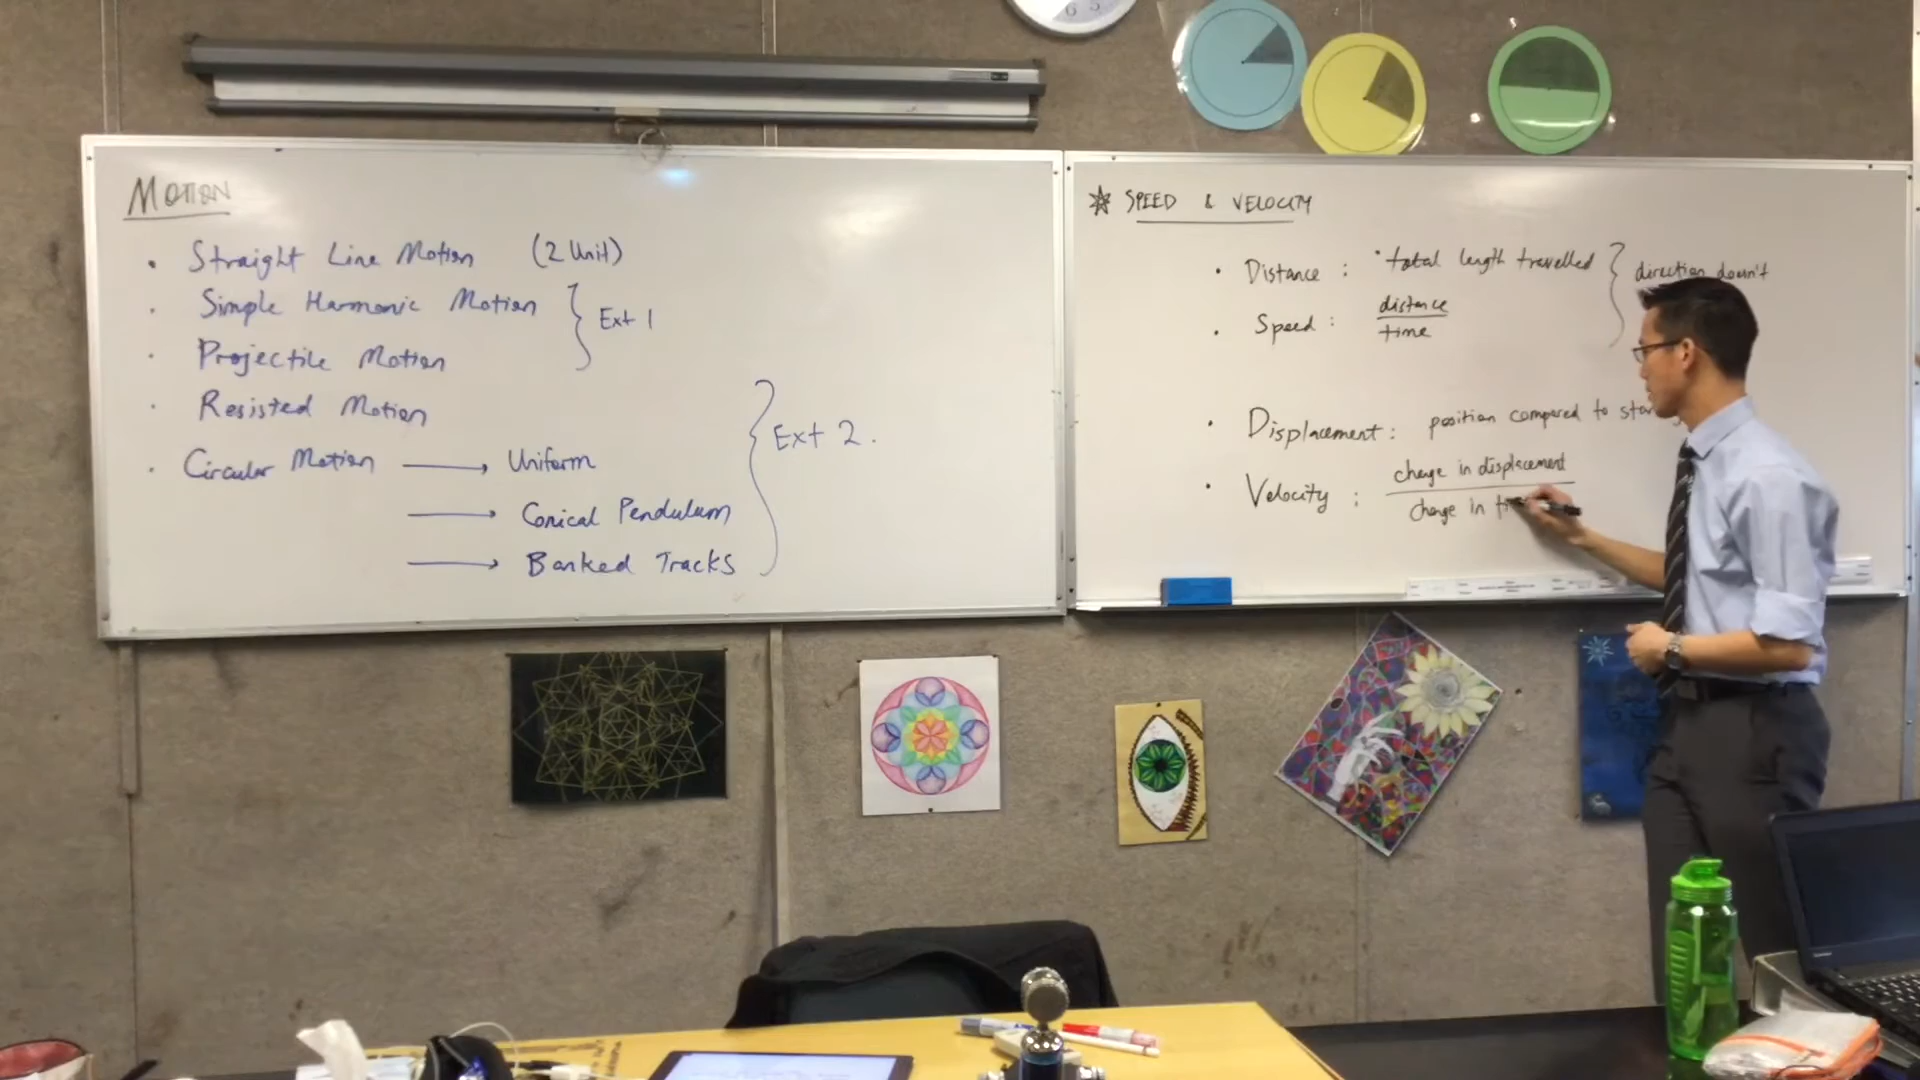 MOTION
• Straight Line Motion (2 Unit)
• Simple Harmonic Motion
• Projectile Motion
Ext 1
• Resisted Motion
• Circular Motion → Uniform
→ Conical Pendulum
→ Banked Tracks
Ext 2.
SPEED & VELOCITY
• Distance : • total length travelled
• Speed : distance
time
direction doesn't
• Displacement : position compared to
• Velocity : change in displacement
change in
6 5